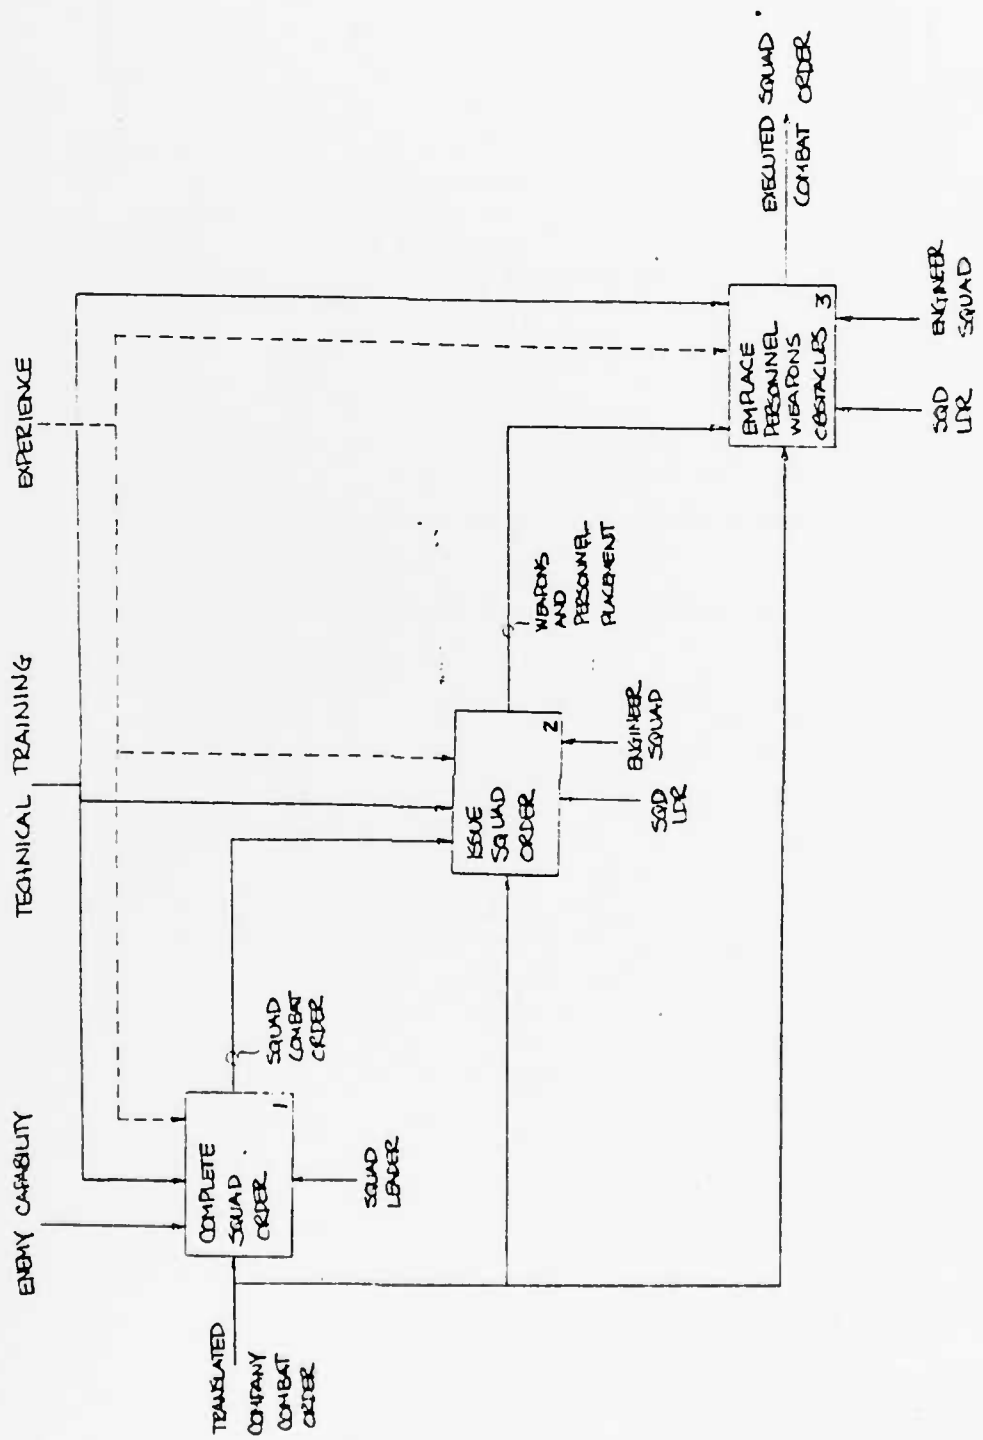 ENEMY CAPABILITY
TECHNICAL TRAINING
EXPERIENCE
TRANSLATED
COMPANY
COMBAT
ORDER
COMPLETE
SQUAD
ORDER
1
SQUAD
LEADER
SQUAD
COMBAT
ORDER
ISSUE
SQUAD
ORDER
2
SQD
LDR
ENGINEER
SQUAD
WEAPONS
AND
PERSONNEL
PLACEMENT
EMPLACE
PERSONNEL
WEAPONS
OBSTACLES
3
SQD
LDR
ENGINEER
SQUAD
EXECUTED SQUAD
COMBAT ORDER